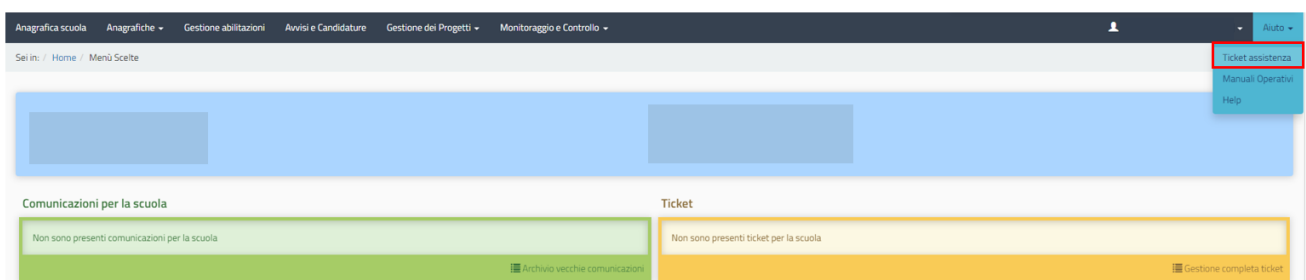 Anagrafica scuola Anagrafiche Gestione abilitazioni Avvisi e Candidature Gestione dei Progetti Monitoraggio e Controllo Aiuto
Sei in: / Home / Menù Scelte
Ticket assistenza
Manuali Operativi
Help
Comunicazioni per la scuola
Non sono presenti comunicazioni per la scuola
Archivio vecchie comunicazioni
Ticket
Non sono presenti ticket per la scuola
Gestione completa ticket